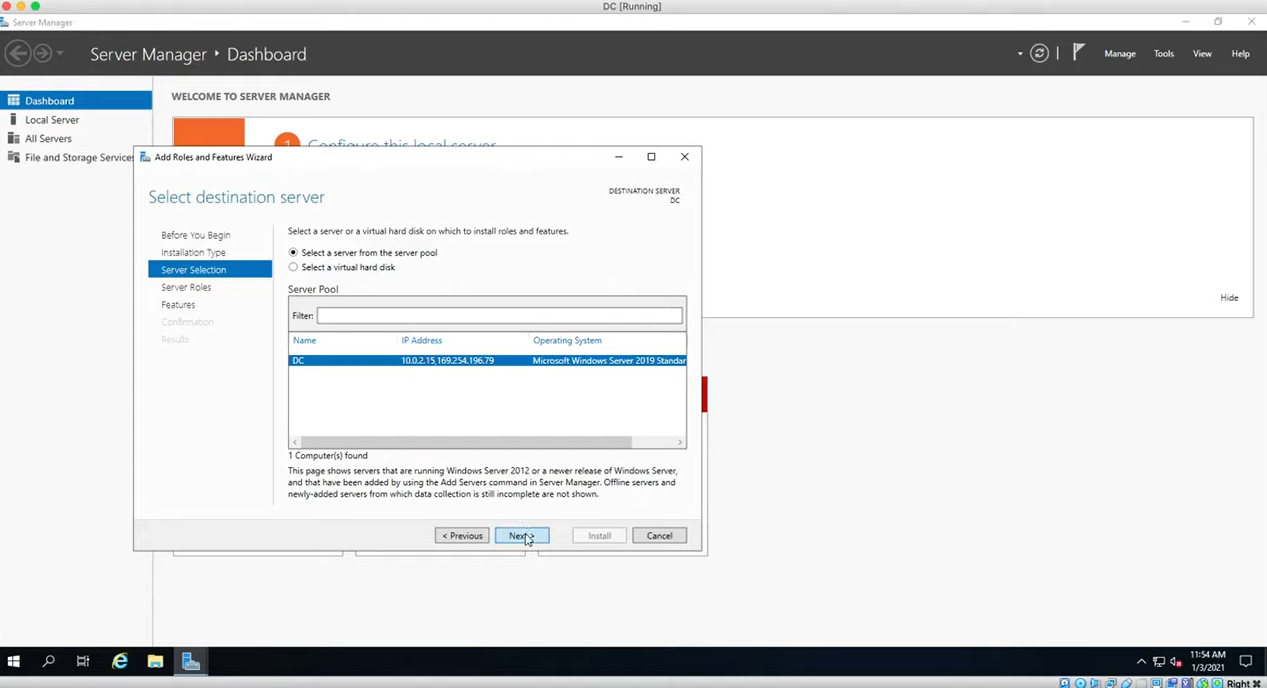 DC [Running]
Server Manager
Server Manager ‣ Dashboard
Manage Tools View Help
Dashboard
Local Server
All Servers
File and Storage Services
WELCOME TO SERVER MANAGER
1 Configure this local server
Hide
Add Roles and Features Wizard
Select destination server
DESTINATION SERVER
DC
Before You Begin
Installation Type
Server Selection
Server Roles
Features
Confirmation
Results
Select a server or a virtual hard disk on which to install roles and features.
Select a server from the server pool
Select a virtual hard disk
Server Pool
Filter:
Name IP Address Operating System
DC 10.0.2.15,169.254.196.79 Microsoft Windows Server 2019 Standar
1 Computer(s) found
This page shows servers that are running Windows Server 2012 or a newer release of Windows Server,
and that have been added by using the Add Servers command in Server Manager. Offline servers and
newly-added servers from which data collection is still incomplete are not shown.
< Previous Next > Install Cancel
11:54 AM
1/3/2021
Right ⌘